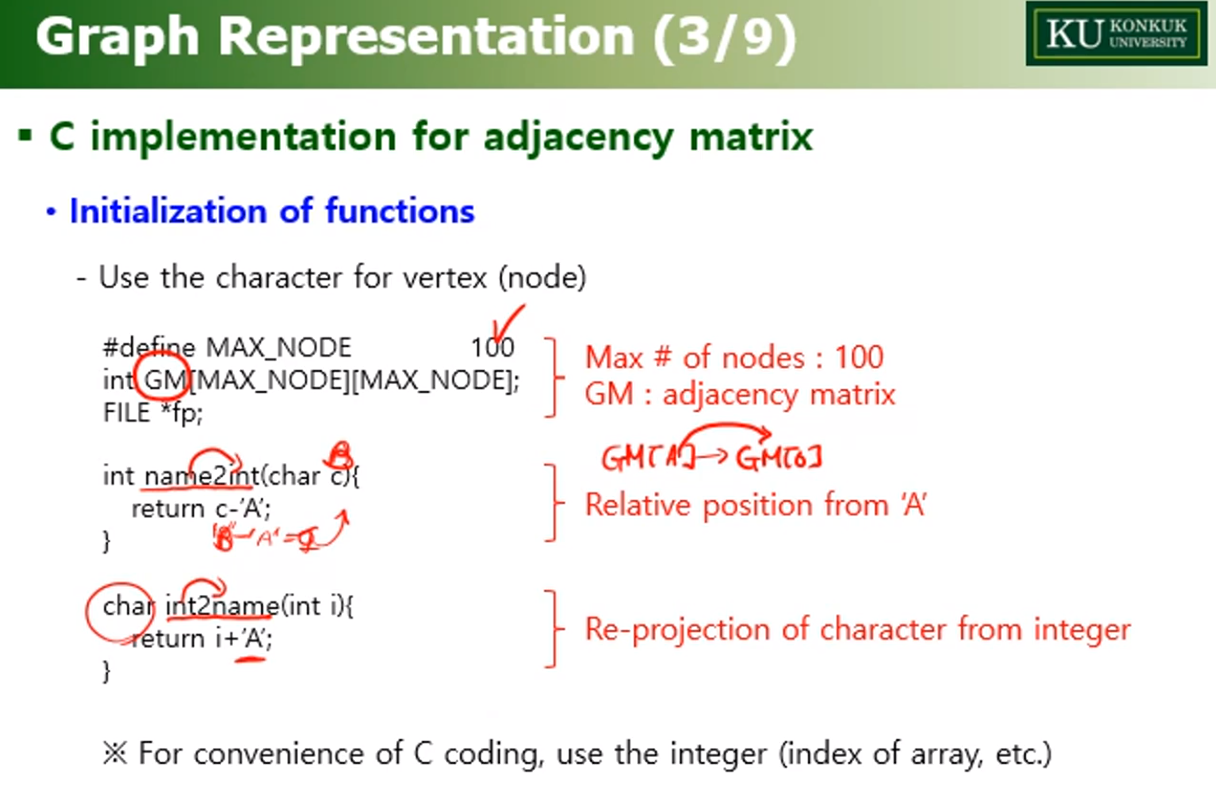 Graph Representation (3/9)
KU KONKUK UNIVERSITY
▪ C implementation for adjacency matrix
• Initialization of functions
- Use the character for vertex (node)
#define MAX_NODE 100
int GM[MAX_NODE][MAX_NODE];
FILE *fp;
Max # of nodes : 100
GM : adjacency matrix
B
GM[A] → GM[0]
int name2int(char c){
return c-'A';
}
Relative position from 'A'
'B'-'A'=1
char int2name(int i){
return i+'A';
}
Re-projection of character from integer
※ For convenience of C coding, use the integer (index of array, etc.)